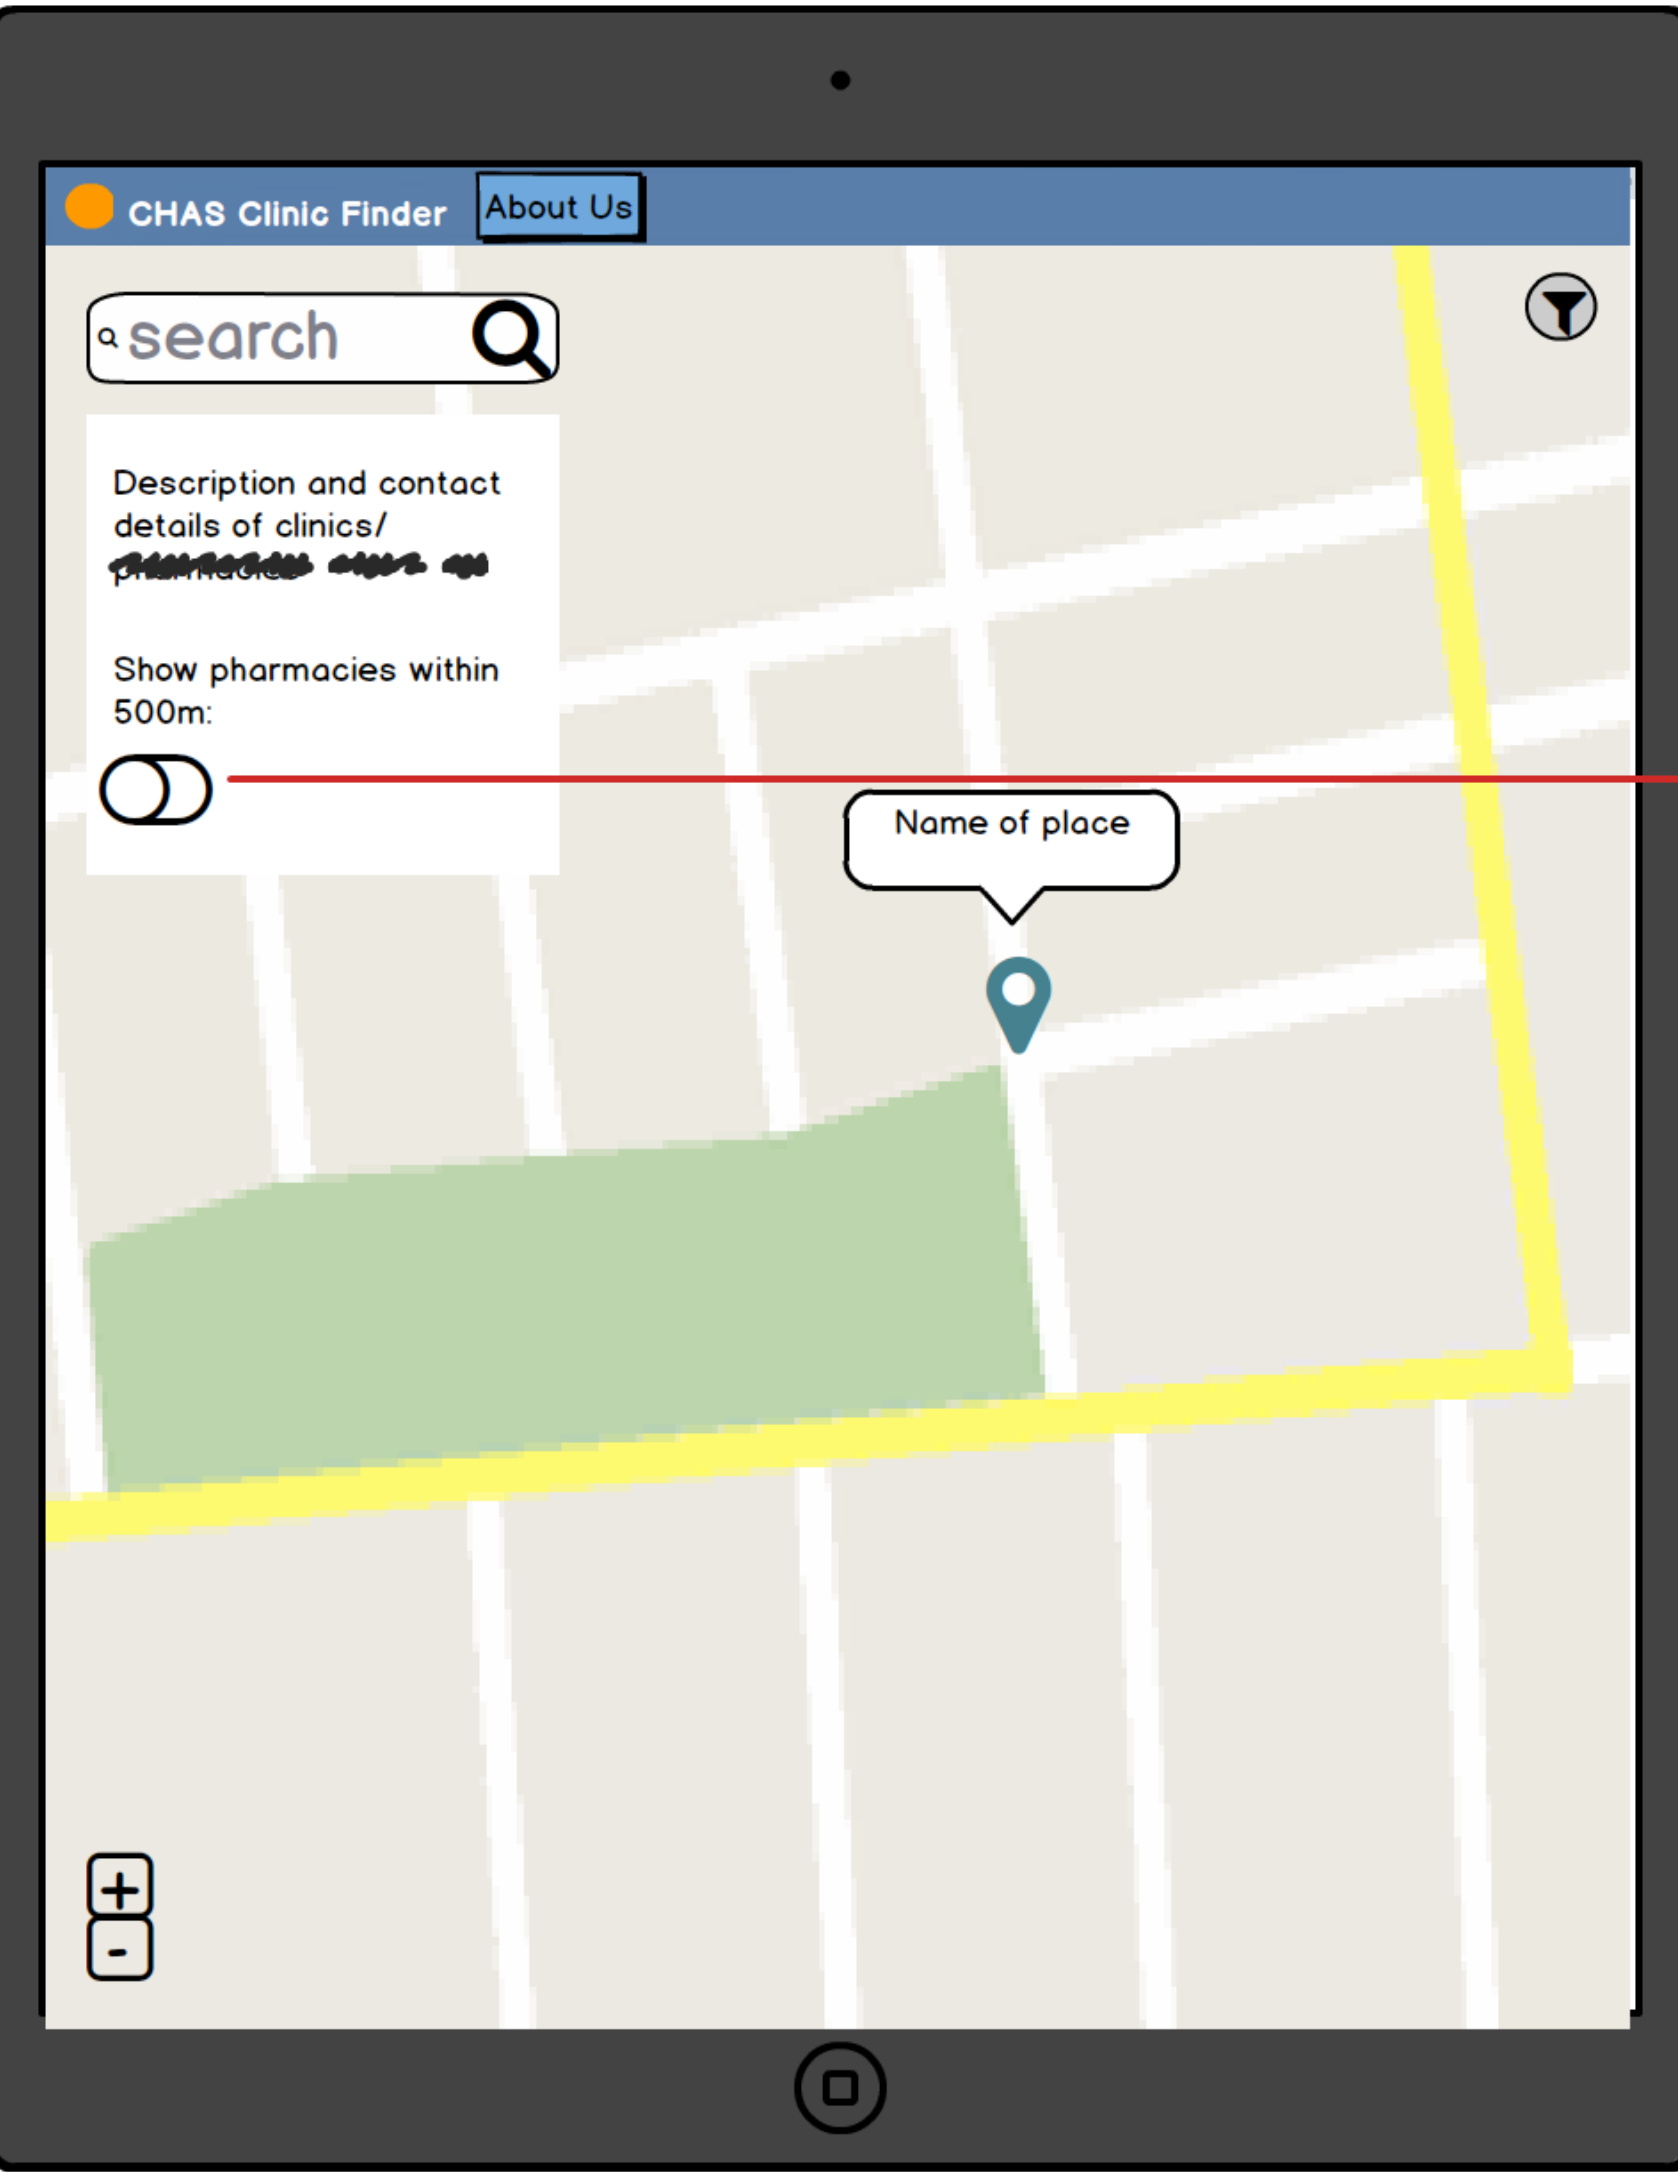 CHAS Clinic Finder
About Us
search
Description and contact
details of clinics/
pharmacies
Show pharmacies within
500m:
Name of place
+
-